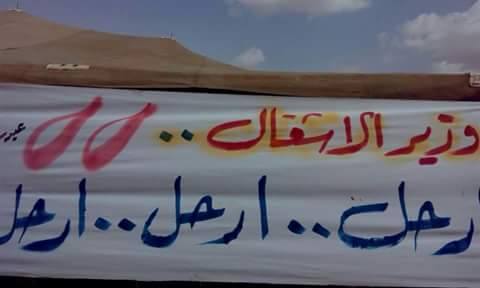 وزير الاشغال ..
ارحل .. ارحل .. ارحل